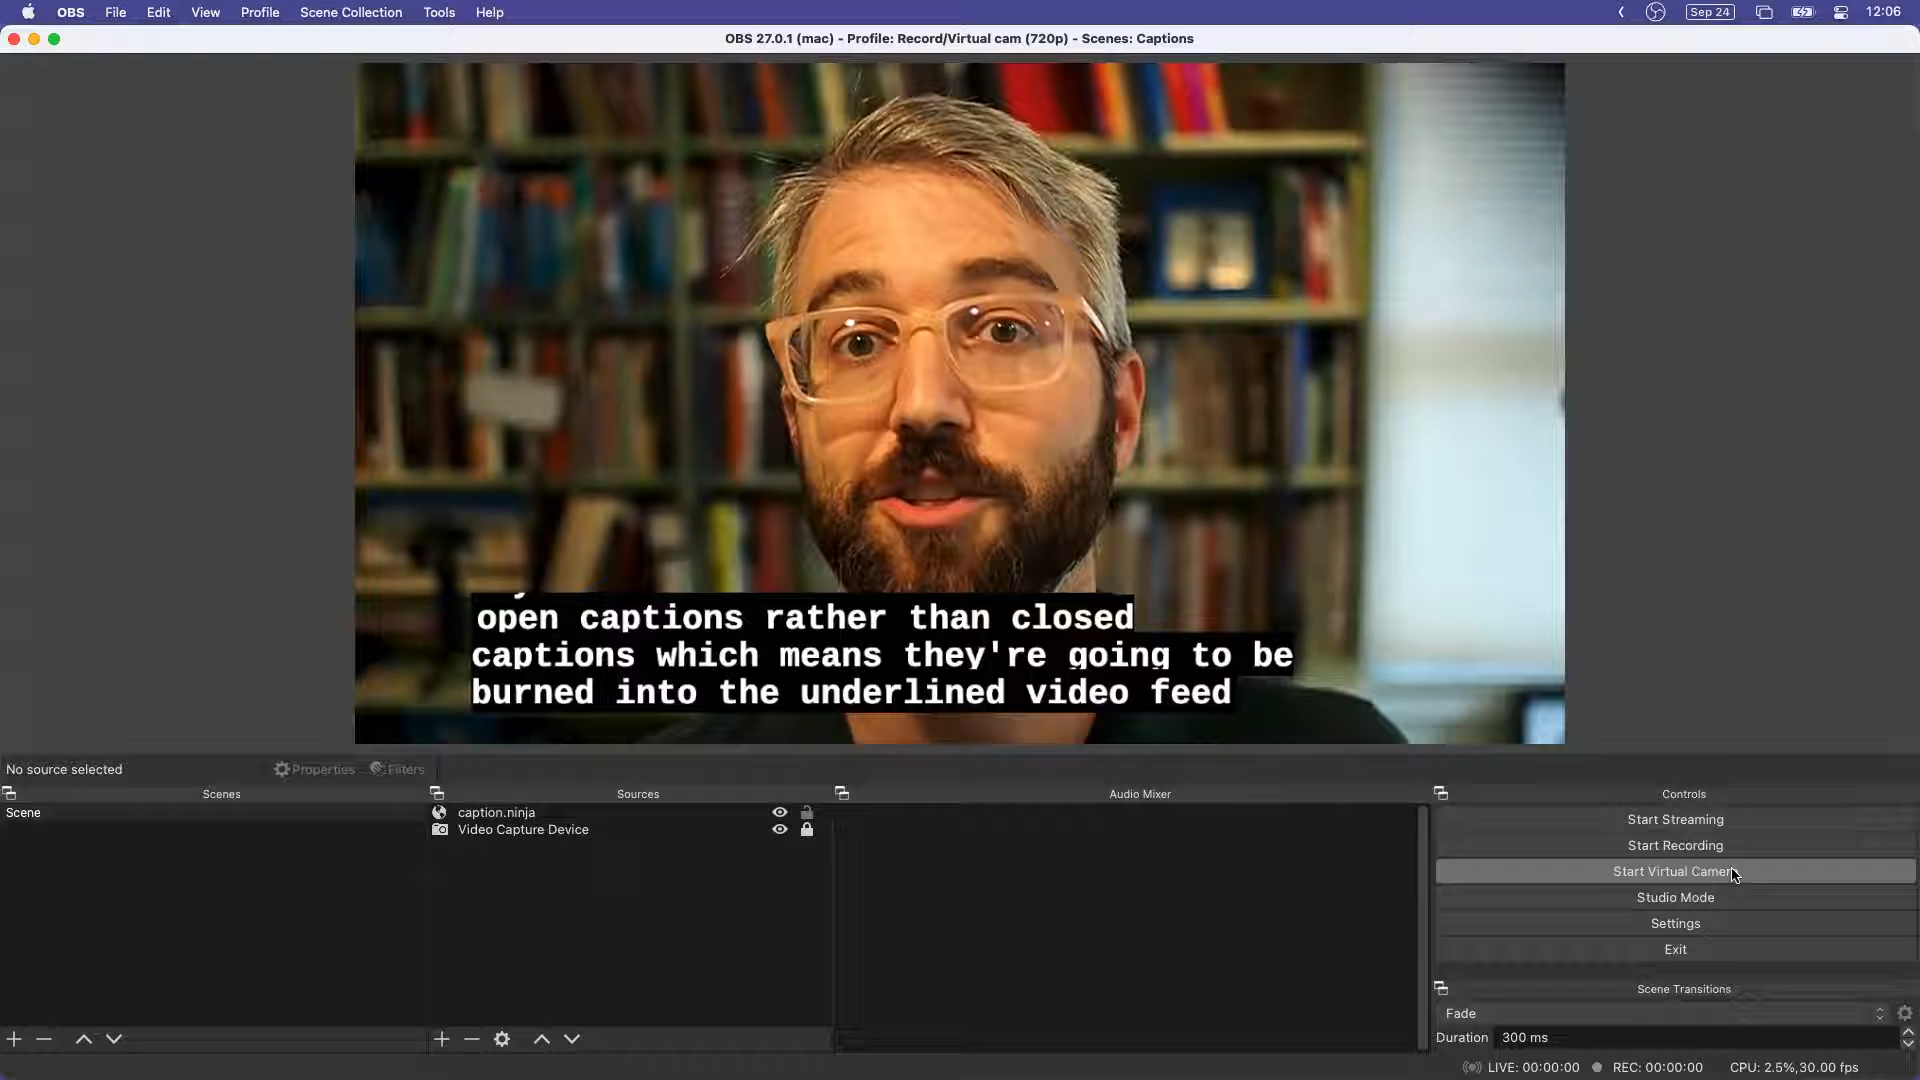 OBS File Edit View Profile Scene Collection Tools Help Sep 24 12:06
OBS 27.0.1 (mac) - Profile: Record/Virtual cam (720p) - Scenes: Captions
open captions rather than closed
captions which means they're going to be
burned into the underlined video feed
No source selected Properties Filters
Scenes Sources Audio Mixer Controls
Scene
caption.ninja
Video Capture Device
Start Streaming
Start Recording
Start Virtual Camera
Studio Mode
Settings
Exit
Scene Transitions
Fade
Duration 300 ms
LIVE: 00:00:00 REC: 00:00:00 CPU: 2.5%,30.00 fps